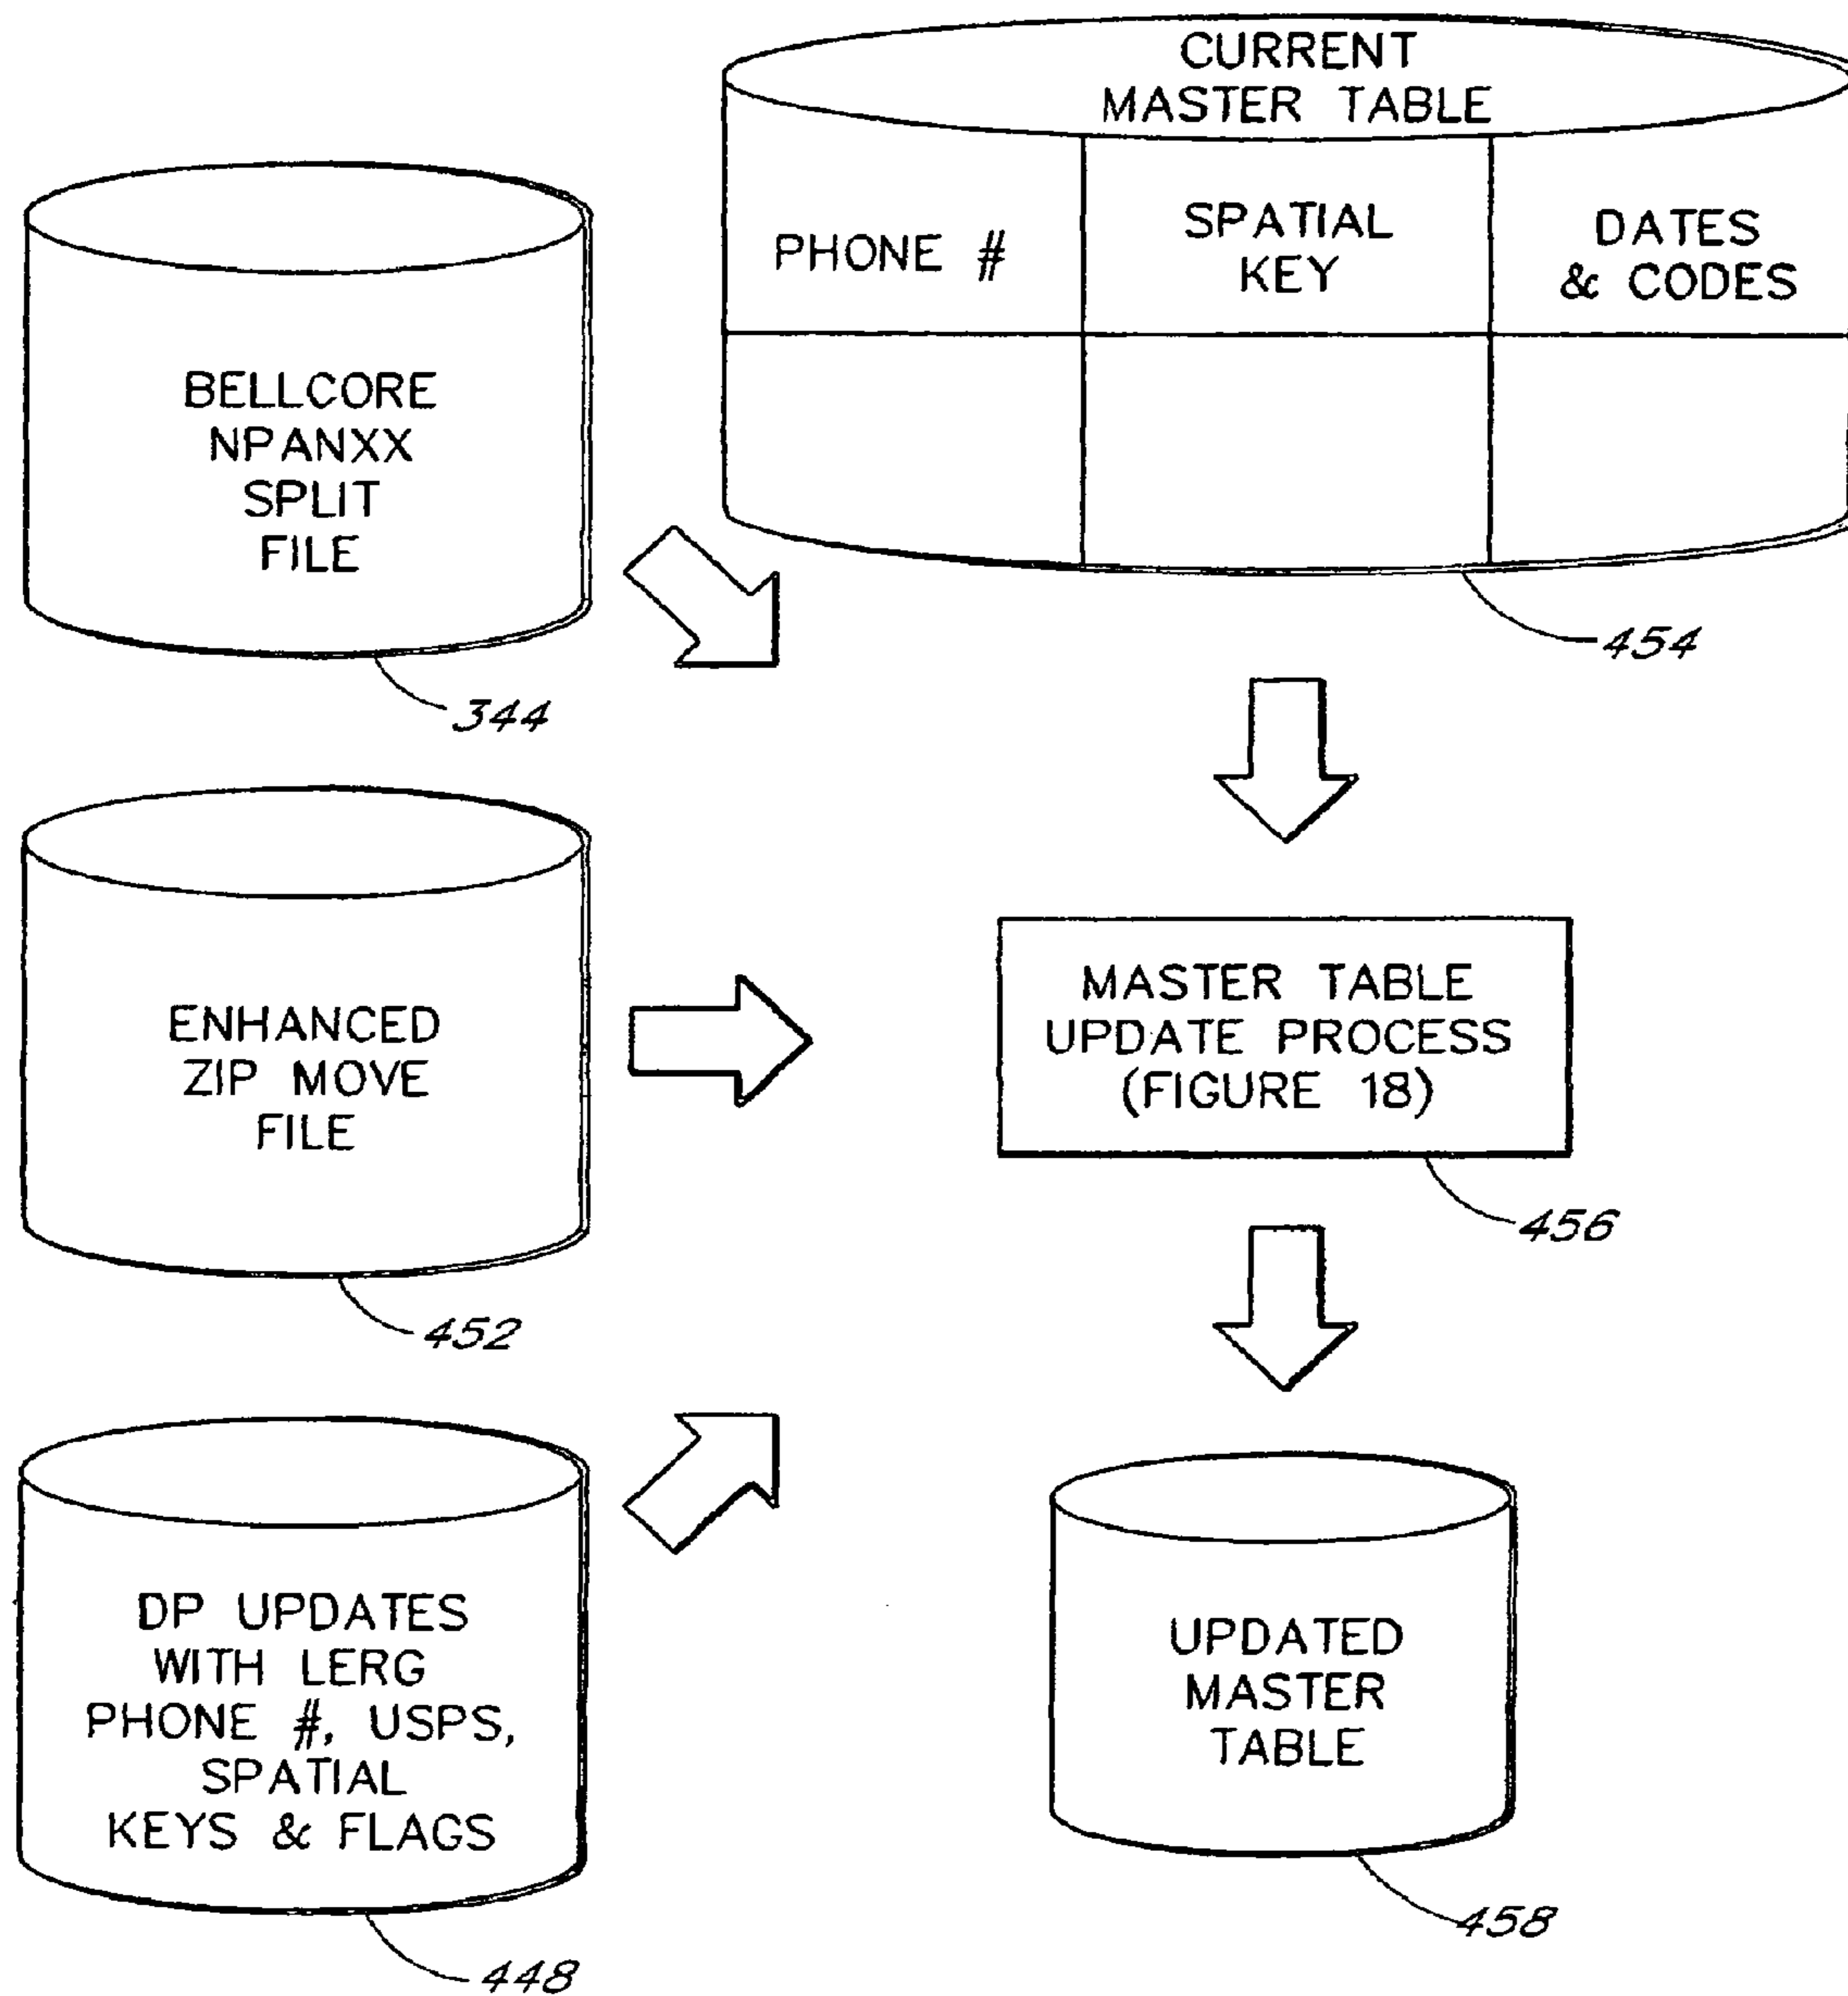 CURRENT
MASTER TABLE
PHONE #
SPATIAL
KEY
DATES
& CODES
454
BELLCORE
NPANXX
SPLIT
FILE
344
ENHANCED
ZIP MOVE
FILE
452
MASTER TABLE
UPDATE PROCESS
(FIGURE 18)
456
DP UPDATES
WITH LERG
PHONE #, USPS,
SPATIAL
KEYS & FLAGS
448
UPDATED
MASTER
TABLE
458